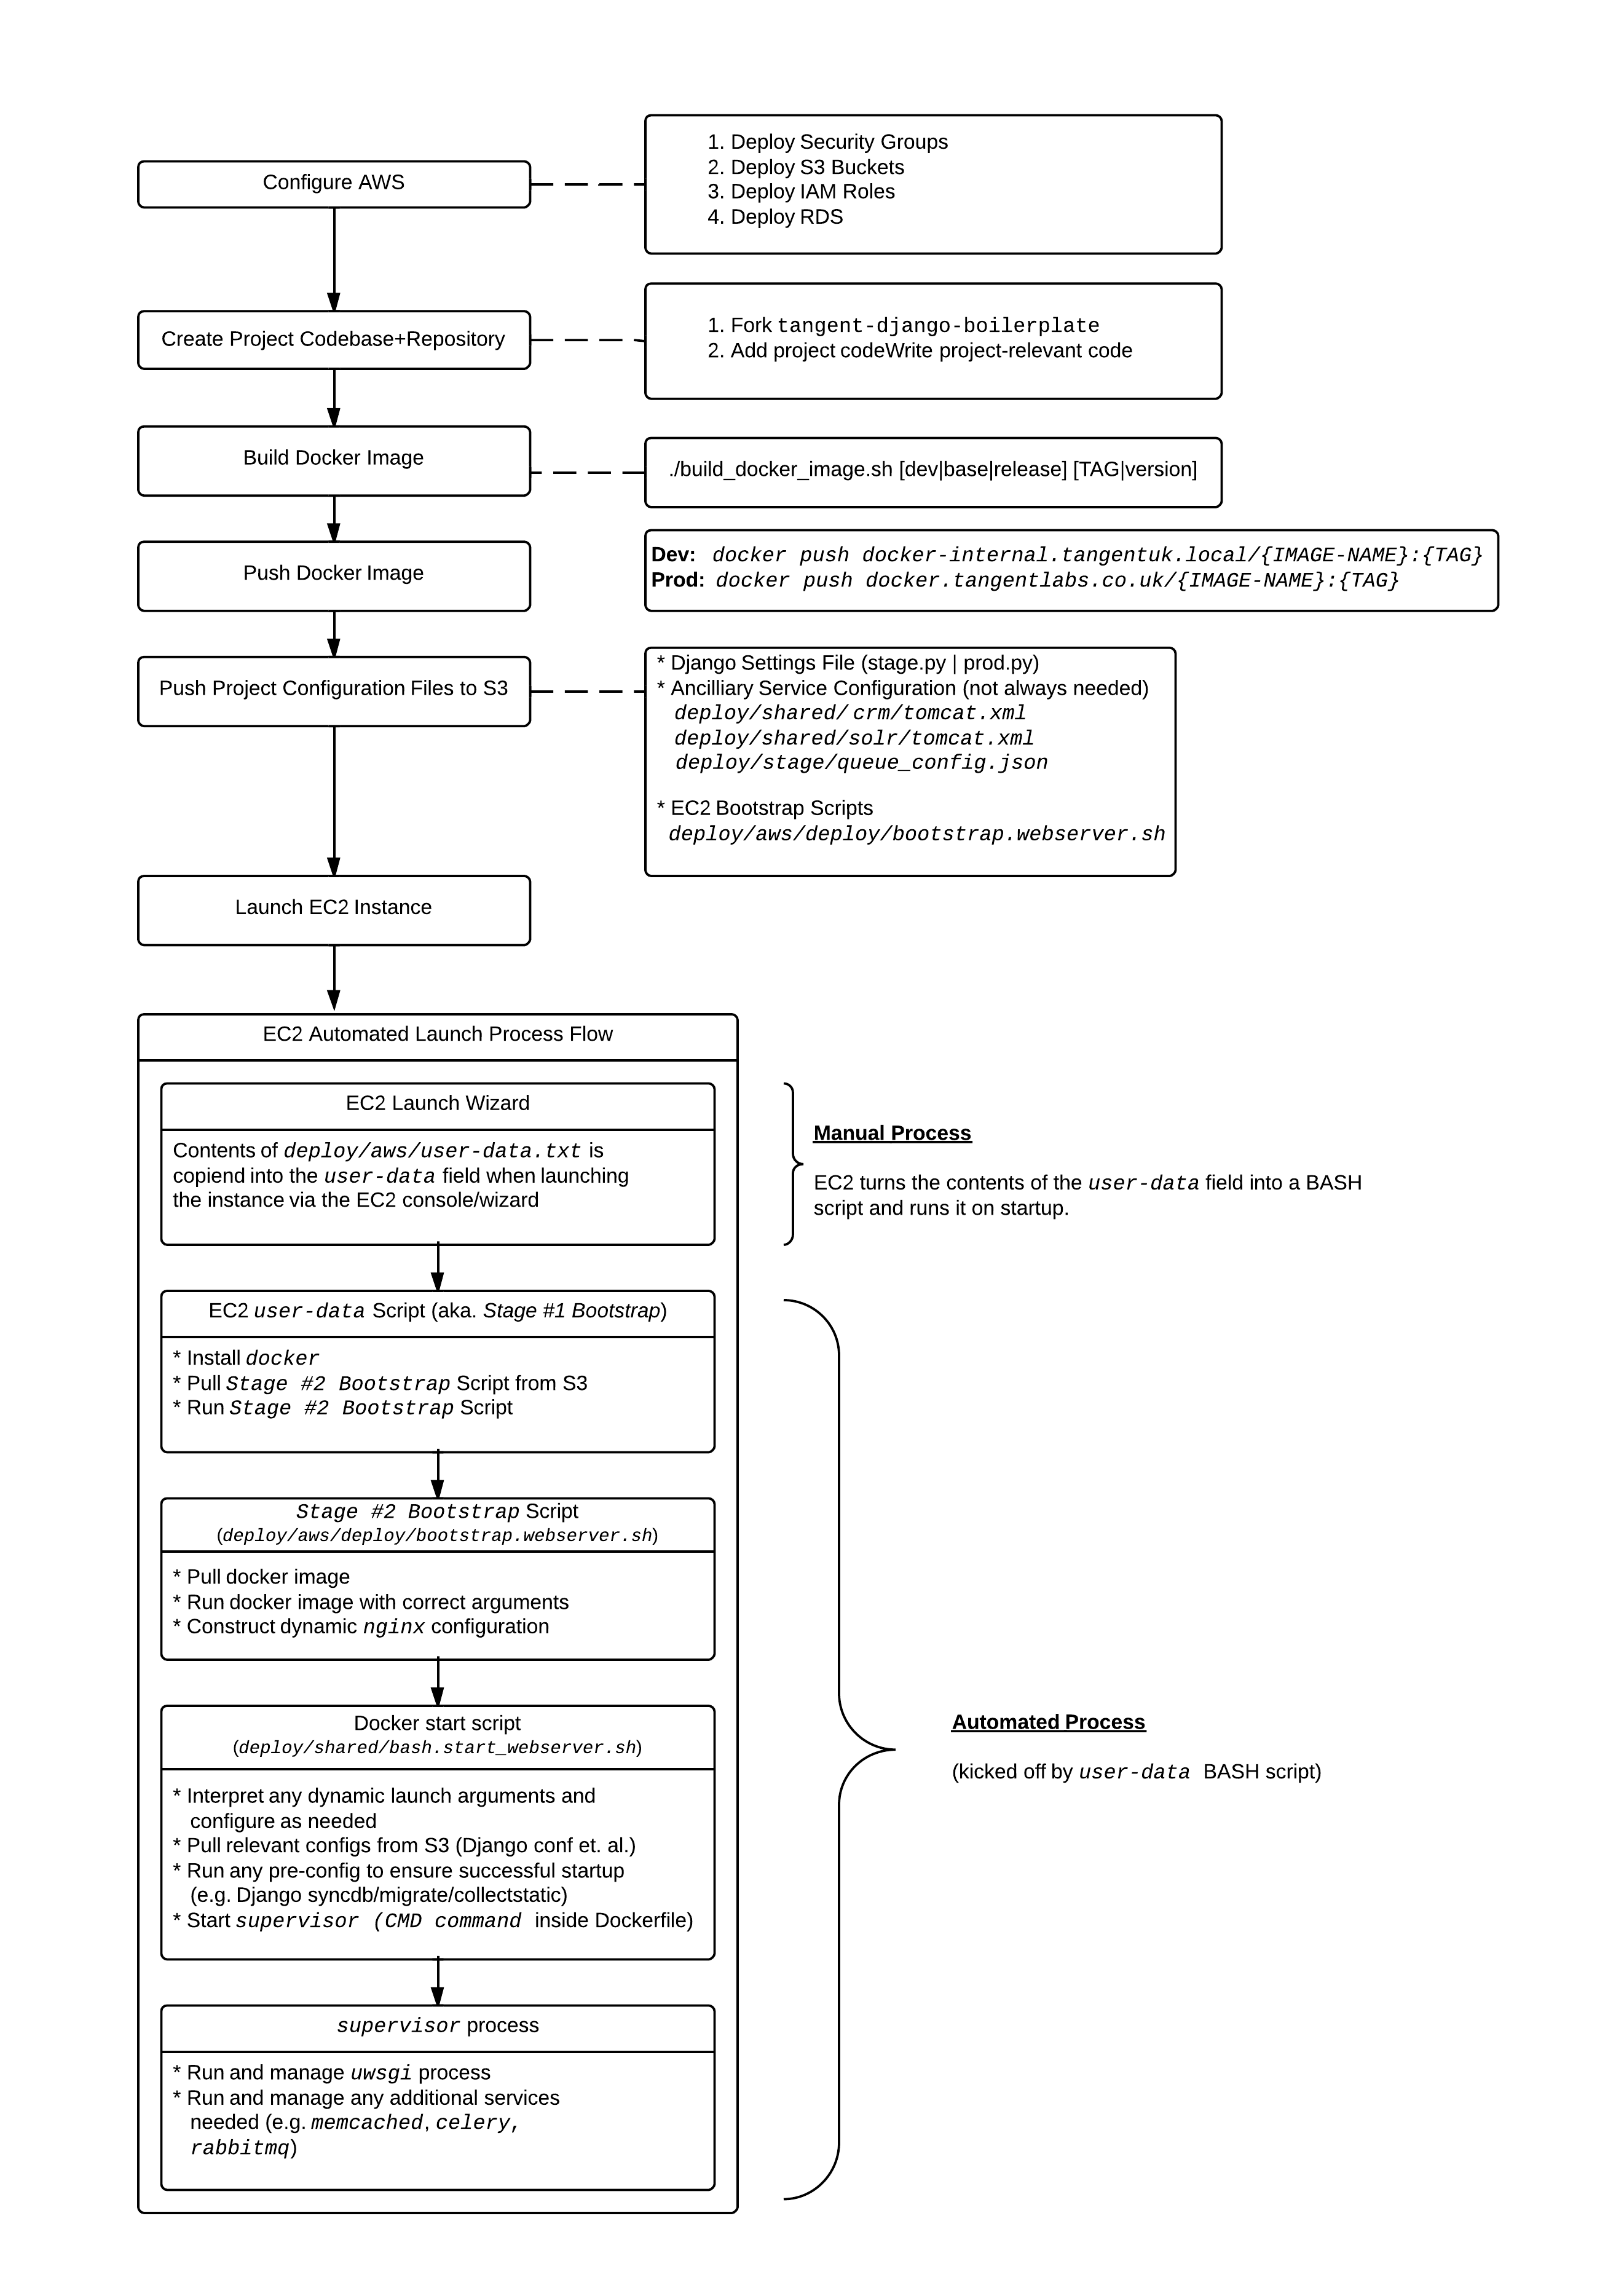 Configure AWS
1. Deploy Security Groups
2. Deploy S3 Buckets
3. Deploy IAM Roles
4. Deploy RDS
Create Project Codebase+Repository
1. Fork tangent-django-boilerplate
2. Add project codeWrite project-relevant code
Build Docker Image
./build_docker_image.sh [dev|base|release] [TAG|version]
Push Docker Image
Dev: docker push docker-internal.tangentuk.local/{IMAGE-NAME}:{TAG}
Prod: docker push docker.tangentlabs.co.uk/{IMAGE-NAME}:{TAG}
Push Project Configuration Files to S3
* Django Settings File (stage.py | prod.py)
* Ancilliary Service Configuration (not always needed)
deploy/shared/crm/tomcat.xml
deploy/shared/solr/tomcat.xml
deploy/stage/queue_config.json
* EC2 Bootstrap Scripts
deploy/aws/deploy/bootstrap.webserver.sh
Launch EC2 Instance
EC2 Automated Launch Process Flow
EC2 Launch Wizard
Contents of deploy/aws/user-data.txt is
copiend into the user-data field when launching
the instance via the EC2 console/wizard
Manual Process
EC2 turns the contents of the user-data field into a BASH
script and runs it on startup.
EC2 user-data Script (aka. Stage #1 Bootstrap)
* Install docker
* Pull Stage #2 Bootstrap Script from S3
* Run Stage #2 Bootstrap Script
Stage #2 Bootstrap Script
(deploy/aws/deploy/bootstrap.webserver.sh)
* Pull docker image
* Run docker image with correct arguments
* Construct dynamic nginx configuration
Docker start script
(deploy/shared/bash.start_webserver.sh)
* Interpret any dynamic launch arguments and
configure as needed
* Pull relevant configs from S3 (Django conf et. al.)
* Run any pre-config to ensure successful startup
(e.g. Django syncdb/migrate/collectstatic)
* Start supervisor (CMD command inside Dockerfile)
Automated Process
(kicked off by user-data BASH script)
supervisor process
* Run and manage uwsgi process
* Run and manage any additional services
needed (e.g. memcached, celery,
rabbitmq)